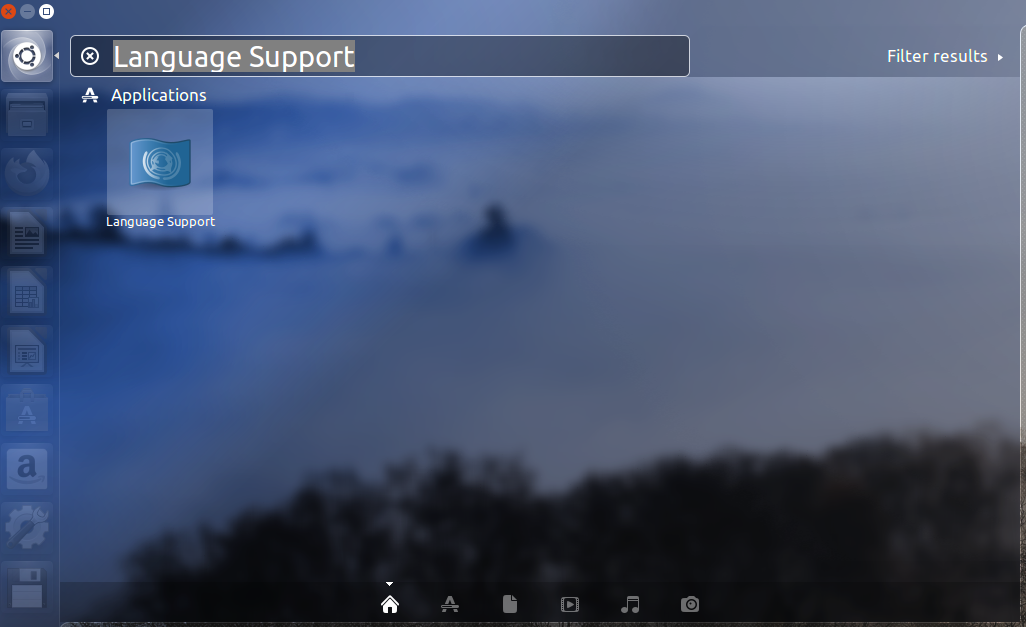 Language Support
Filter results
Applications
Language Support
a